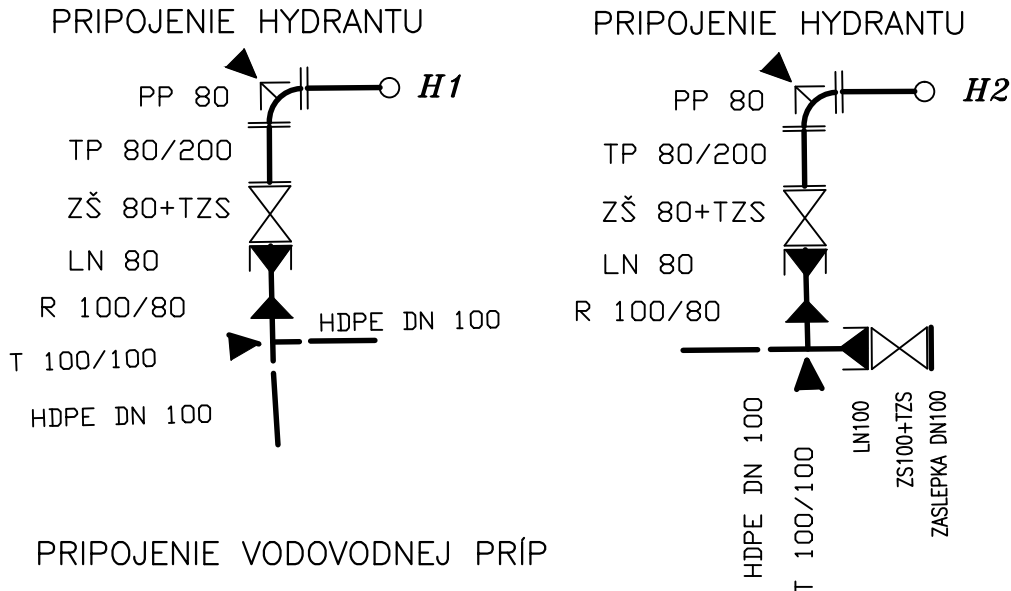 PRIPOJENIE HYDRANTU
H1
PP 80
TP 80/200
ZŠ 80+TZS
LN 80
R 100/80
HDPE DN 100
T 100/100
HDPE DN 100
PRIPOJENIE HYDRANTU
H2
PP 80
TP 80/200
ZŠ 80+TZS
LN 80
R 100/80
HDPE DN 100
T 100/100
LN100
ZS100+TZS
ZASLEPKA DN100
PRIPOJENIE VODOVODNEJ PRÍP